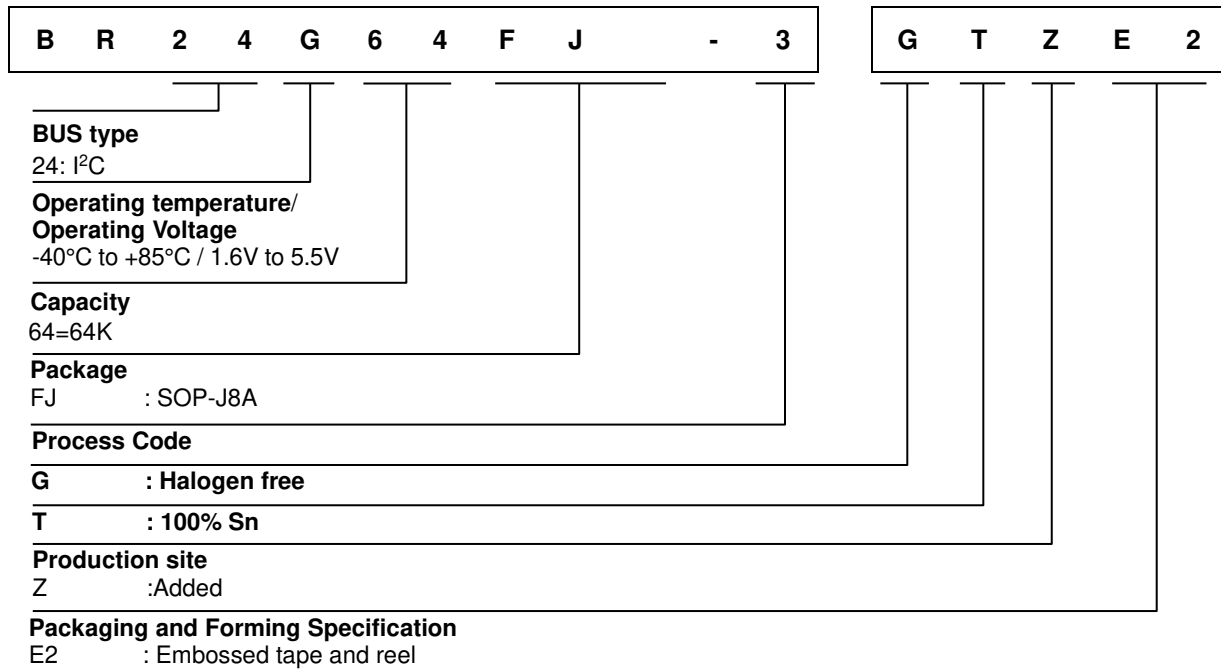 B R 2 4 G 6 4 F J - 3 G T Z E 2
BUS type
24: I²C
Operating temperature/
Operating Voltage
-40°C to +85°C / 1.6V to 5.5V
Capacity
64=64K
Package
FJ : SOP-J8A
Process Code
G : Halogen free
T : 100% Sn
Production site
Z :Added
Packaging and Forming Specification
E2 : Embossed tape and reel